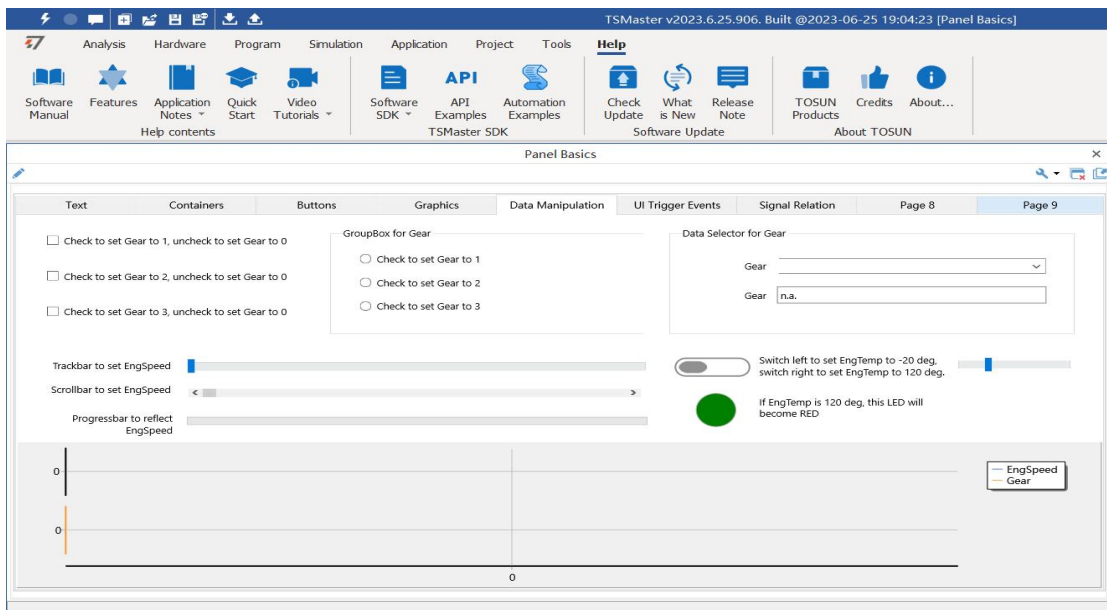 TSMaster v2023.6.25.906. Built @2023-06-25 19:04:23 [Panel Basics]
Analysis Hardware Program Simulation Application Project Tools Help
Software Manual
Features
Application Notes
Quick Start
Video Tutorials
Help contents
Software SDK
API
API Examples
Automation Examples
TSMaster SDK
Check Update
What is New
Release Note
Software Update
TOSUN Products
Credits
About...
About TOSUN
Panel Basics
Text Containers Buttons Graphics Data Manipulation UI Trigger Events Signal Relation Page 8 Page 9
Check to set Gear to 1, uncheck to set Gear to 0
Check to set Gear to 2, uncheck to set Gear to 0
Check to set Gear to 3, uncheck to set Gear to 0
GroupBox for Gear
Check to set Gear to 1
Check to set Gear to 2
Check to set Gear to 3
Data Selector for Gear
Gear
Gear n.a.
Trackbar to set EngSpeed
Scrollbar to set EngSpeed
Progressbar to reflect
EngSpeed
Switch left to set EngTemp to -20 deg,
switch right to set EngTemp to 120 deg.
If EngTemp is 120 deg, this LED will
become RED
0
0
0
EngSpeed
Gear